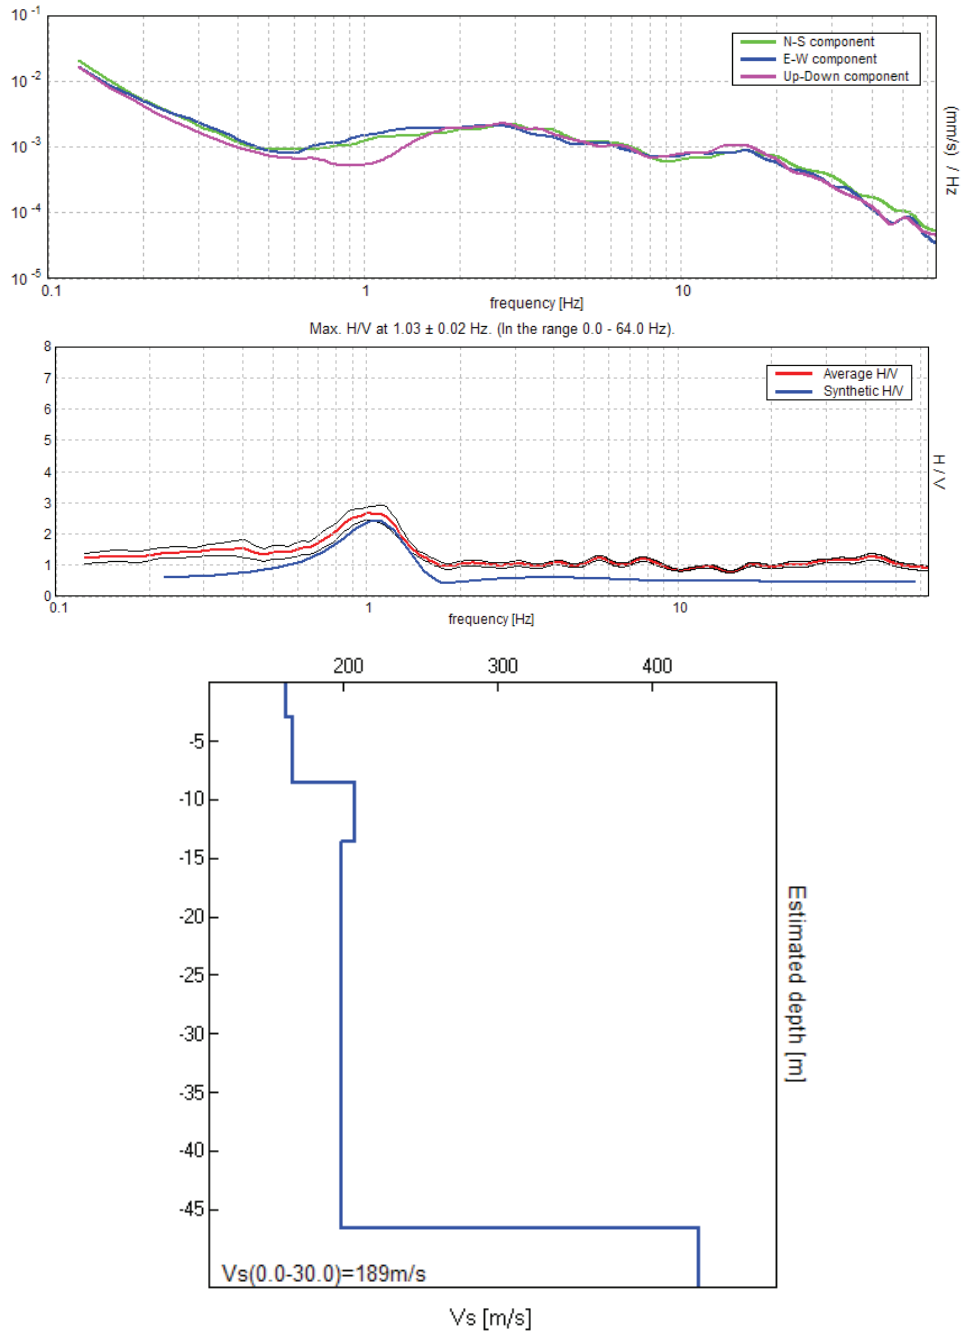 10^-1
N-S component
E-W component
Up-Down component
10^-2
10^-3
10^-4
10^-5
(mm/s) / Hz
0.1 1 10
frequency [Hz]
Max. H/V at 1.03 ± 0.02 Hz. (In the range 0.0 - 64.0 Hz).
8
Average H/V
Synthetic H/V
7
6
5
4
3
2
1
0
H / V
0.1 1 10
frequency [Hz]
200 300 400
-5
-10
-15
-20
-25
-30
-35
-40
-45
Estimated depth [m]
Vs(0.0-30.0)=189m/s
Vs [m/s]